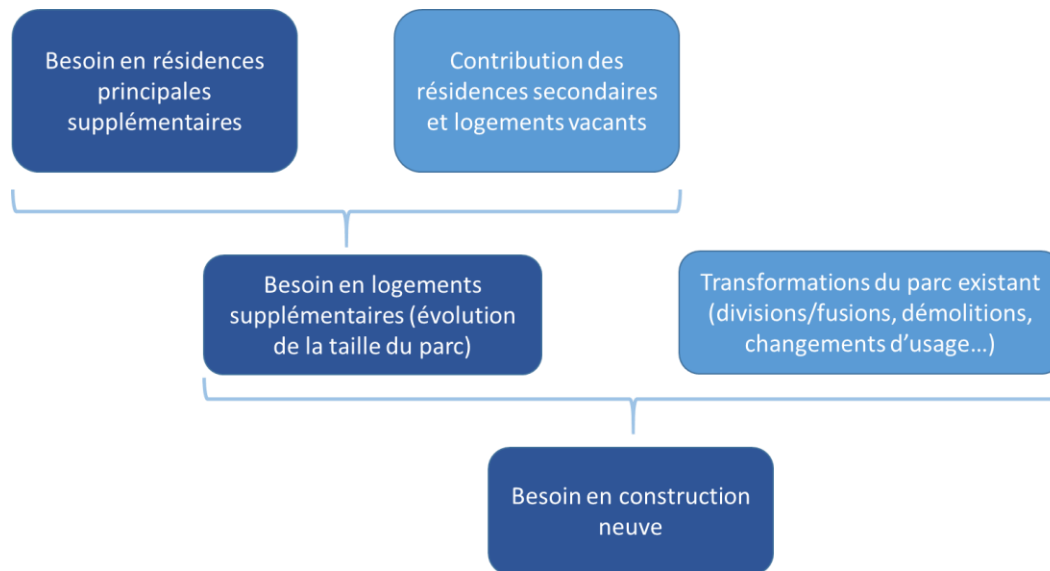 Besoin en résidences
principales
supplémentaires
Contribution des
résidences secondaires
et logements vacants
Besoin en logements
supplémentaires (évolution
de la taille du parc)
Transformations du parc existant
(divisions/fusions, démolitions,
changements d’usage…)
Besoin en construction
neuve